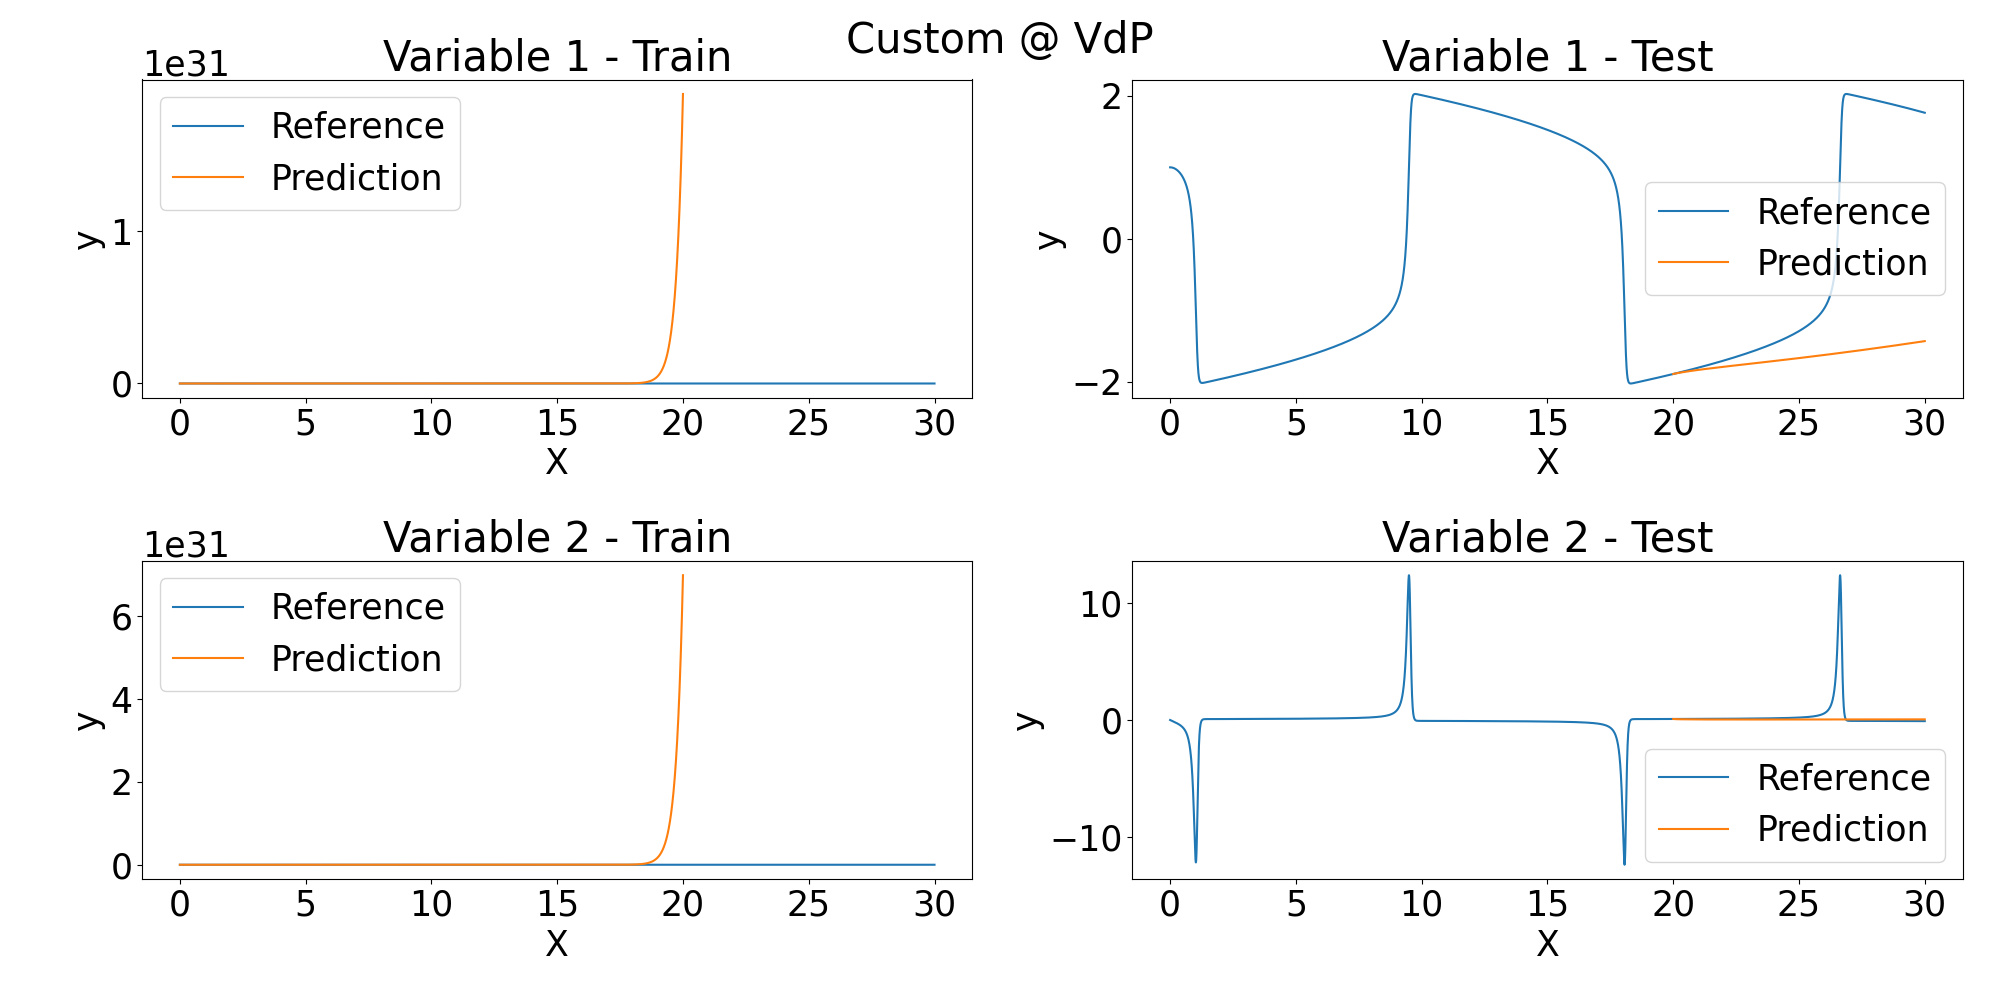 Custom @ VdP
Variable 1 - Train
1e31
1
0
y
Reference
Prediction
0 5 10 15 20 25 30
X
Variable 1 - Test
2
0
−2
y
Reference
Prediction
0 5 10 15 20 25 30
X
Variable 2 - Train
1e31
6
4
2
0
y
Reference
Prediction
0 5 10 15 20 25 30
X
Variable 2 - Test
10
0
−10
y
Reference
Prediction
0 5 10 15 20 25 30
X